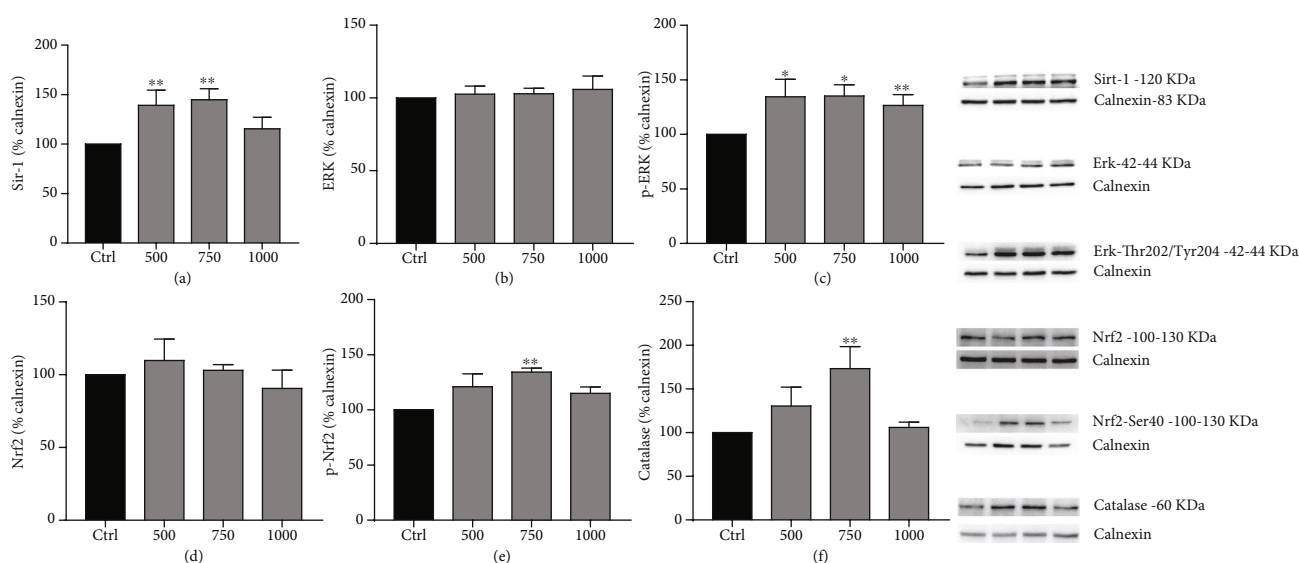 200
150
100
50
0
Sir-1 (% calnexin)
**
**
Ctrl 500 750 1000
(a)
150
100
50
0
ERK (% calnexin)
Ctrl 500 750 1000
(b)
200
150
100
50
0
p-ERK (% calnexin)
*
*
**
Ctrl 500 750 1000
(c)
150
100
50
0
Nrf2 (% calnexin)
Ctrl 500 750 1000
(d)
200
150
100
50
0
p-Nrf2 (% calnexin)
**
Ctrl 500 750 1000
(e)
250
200
150
100
50
0
Catalase (% calnexin)
**
Ctrl 500 750 1000
(f)
Sirt-1 -120 KDa
Calnexin-83 KDa
Erk-42-44 KDa
Calnexin
Erk-Thr202/Tyr204 -42-44 KDa
Calnexin
Nrf2 -100-130 KDa
Calnexin
Nrf2-Ser40 -100-130 KDa
Calnexin
Catalase -60 KDa
Calnexin